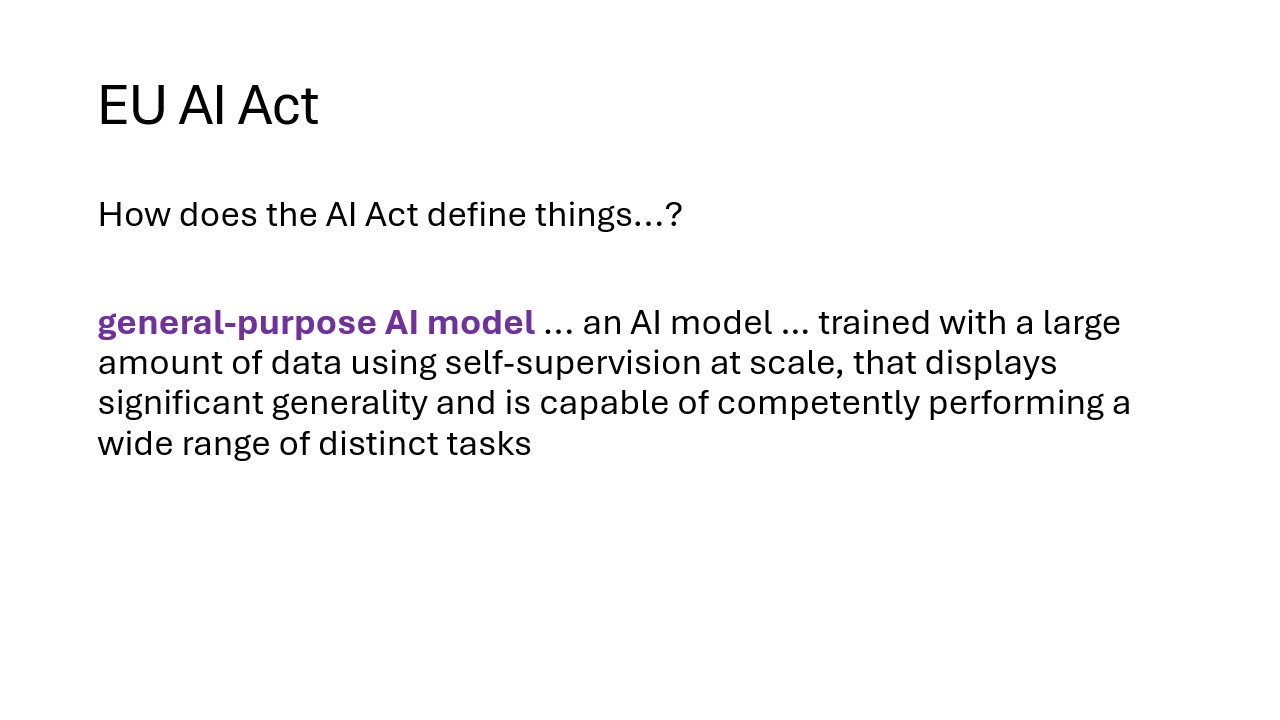 EU AI Act
How does the AI Act define things...?
general-purpose AI model ... an AI model ... trained with a large
amount of data using self-supervision at scale, that displays
significant generality and is capable of competently performing a
wide range of distinct tasks